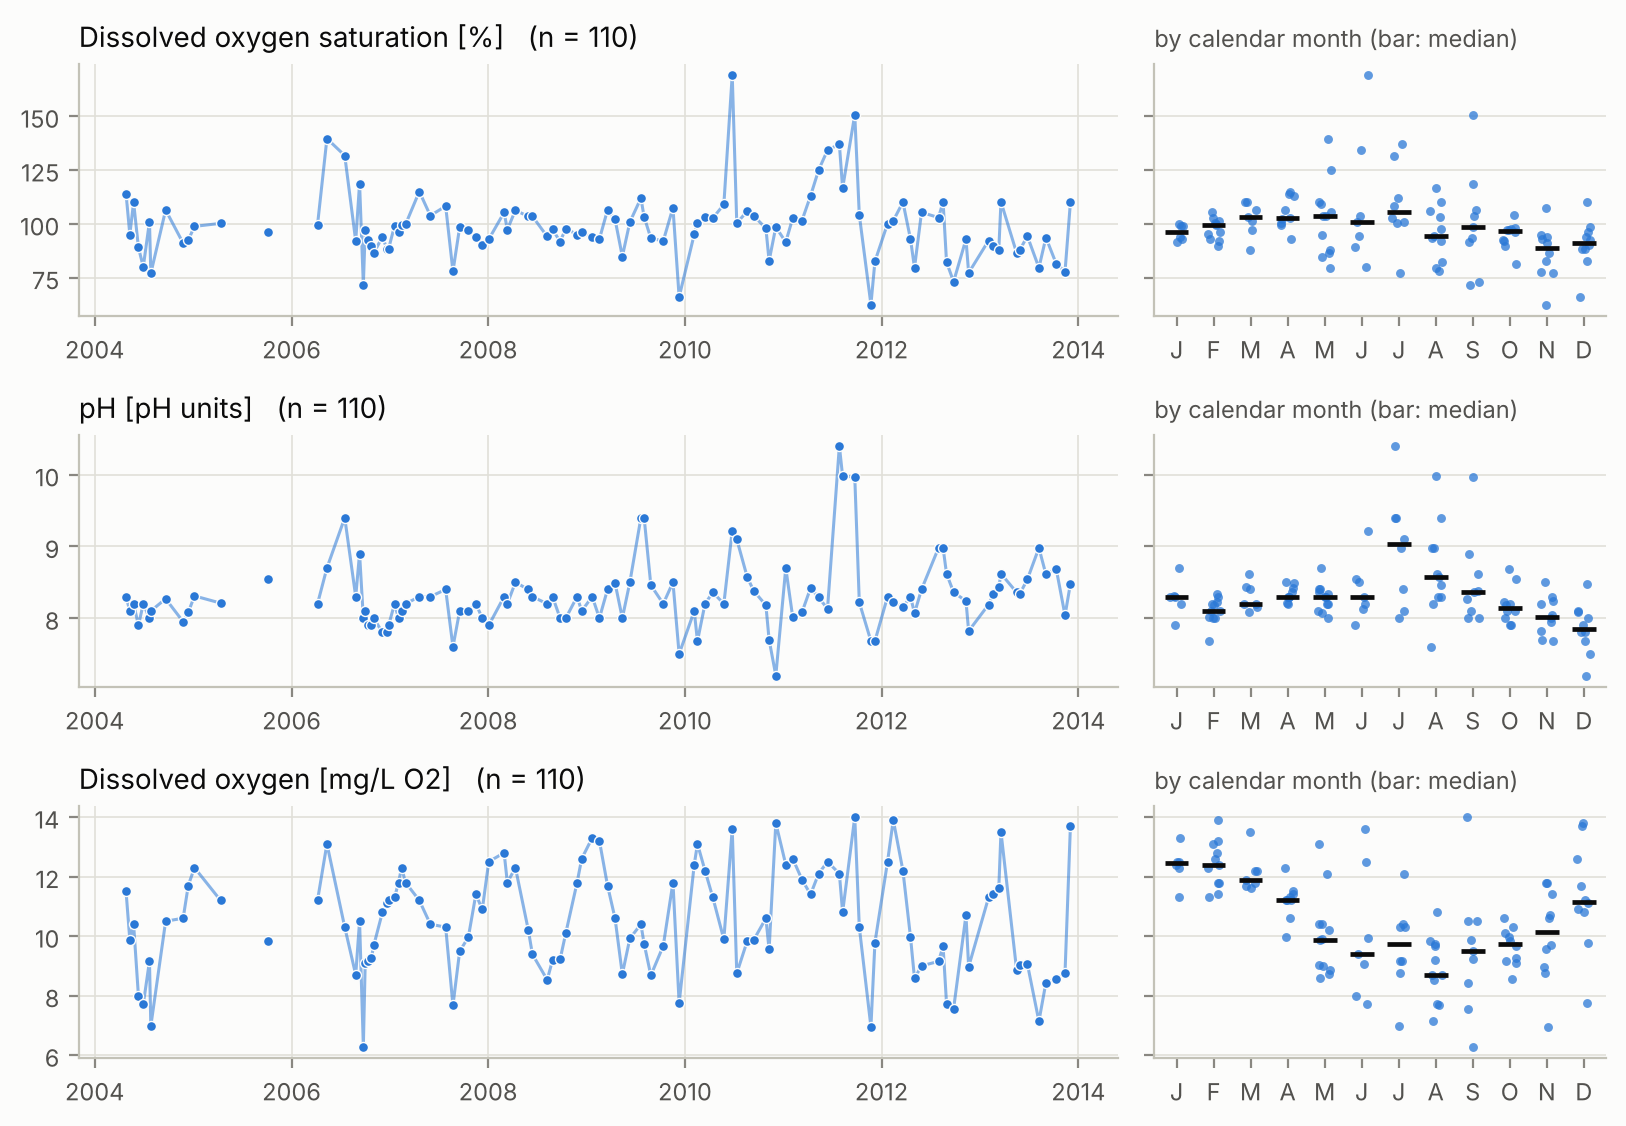 Dissolved oxygen saturation [%] (n = 110)
by calendar month (bar: median)
150
125
100
75
2004 2006 2008 2010 2012 2014
J F M A M J J A S O N D
pH [pH units] (n = 110)
by calendar month (bar: median)
10
9
8
2004 2006 2008 2010 2012 2014
J F M A M J J A S O N D
Dissolved oxygen [mg/L O2] (n = 110)
by calendar month (bar: median)
14
12
10
8
6
2004 2006 2008 2010 2012 2014
J F M A M J J A S O N D